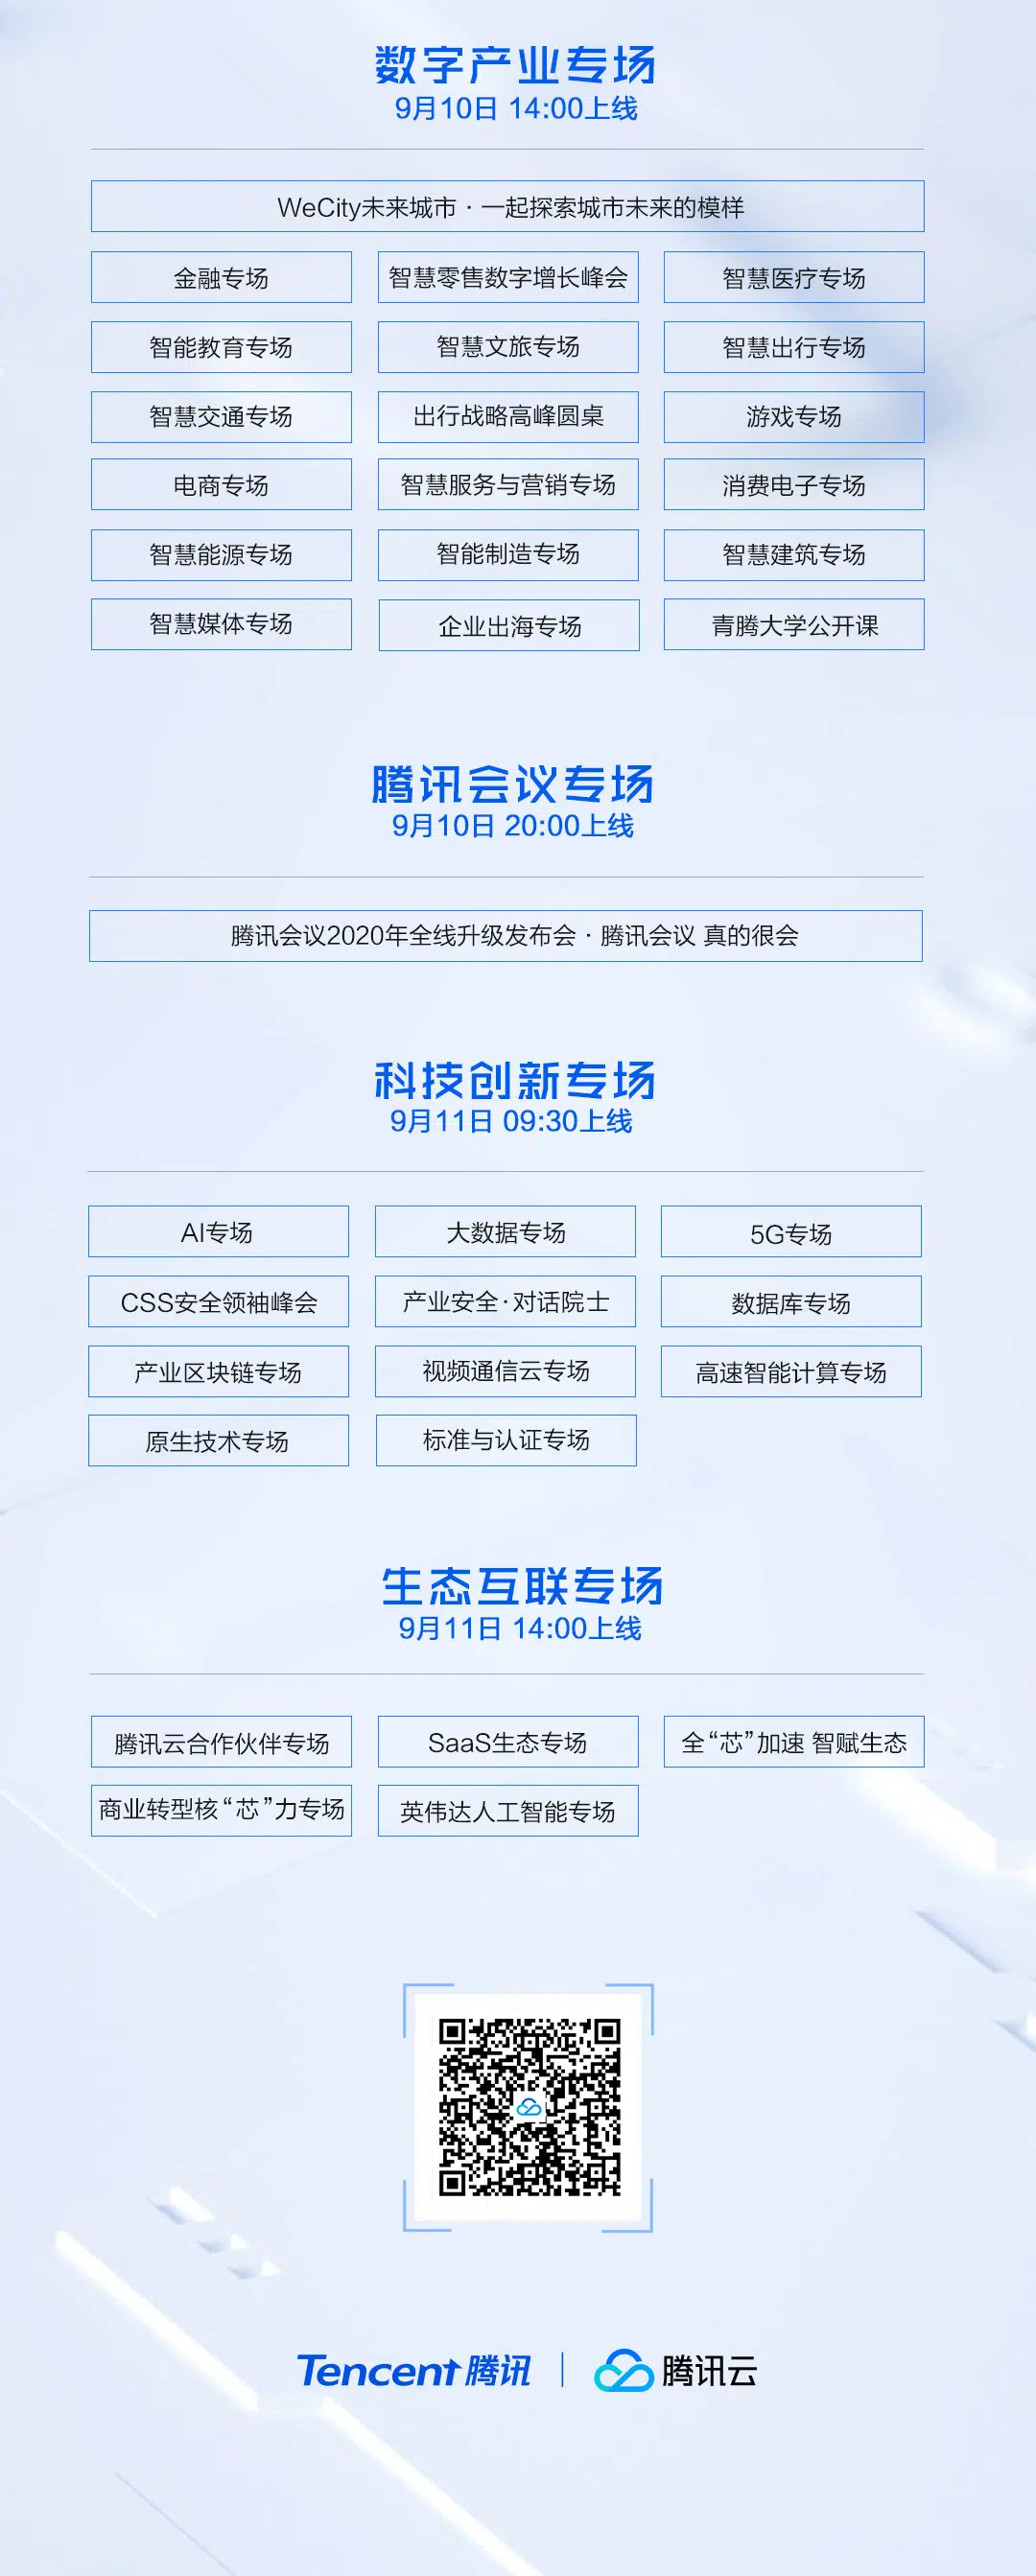 数字产业专场
9月10日 14:00上线
WeCity未来城市·一起探索城市未来的模样
金融专场
智慧零售数字增长峰会
智慧医疗专场
智能教育专场
智慧文旅专场
智慧出行专场
智慧交通专场
出行战略高峰圆桌
游戏专场
电商专场
智慧服务与营销专场
消费电子专场
智慧能源专场
智能制造专场
智慧建筑专场
智慧媒体专场
企业出海专场
青腾大学公开课
腾讯会议专场
9月10日 20:00上线
腾讯会议2020年全线升级发布会·腾讯会议 真的很会
科技创新专场
9月11日 09:30上线
AI专场
大数据专场
5G专场
CSS安全领袖峰会
产业安全·对话院士
数据库专场
产业区块链专场
视频通信云专场
高速智能计算专场
原生技术专场
标准与认证专场
生态互联专场
9月11日 14:00上线
腾讯云合作伙伴专场
SaaS生态专场
全“芯”加速 智赋生态
商业转型核“芯”力专场
英伟达人工智能专场
Tencent 腾讯 | 腾讯云